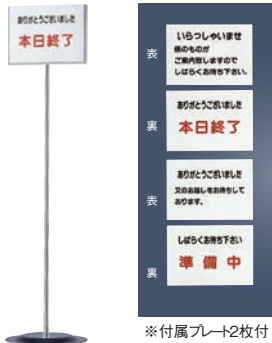 ありがとうございました
本日終了
表
いらっしゃいませ
係のものが
ご案内致しますので
しばらくお待ち下さい。
裏
ありがとうございました
本日終了
表
ありがとうございました
又のお越しをお待ちして
おります。
裏
しばらくお待ち下さい
準備中
※付属プレート2枚付